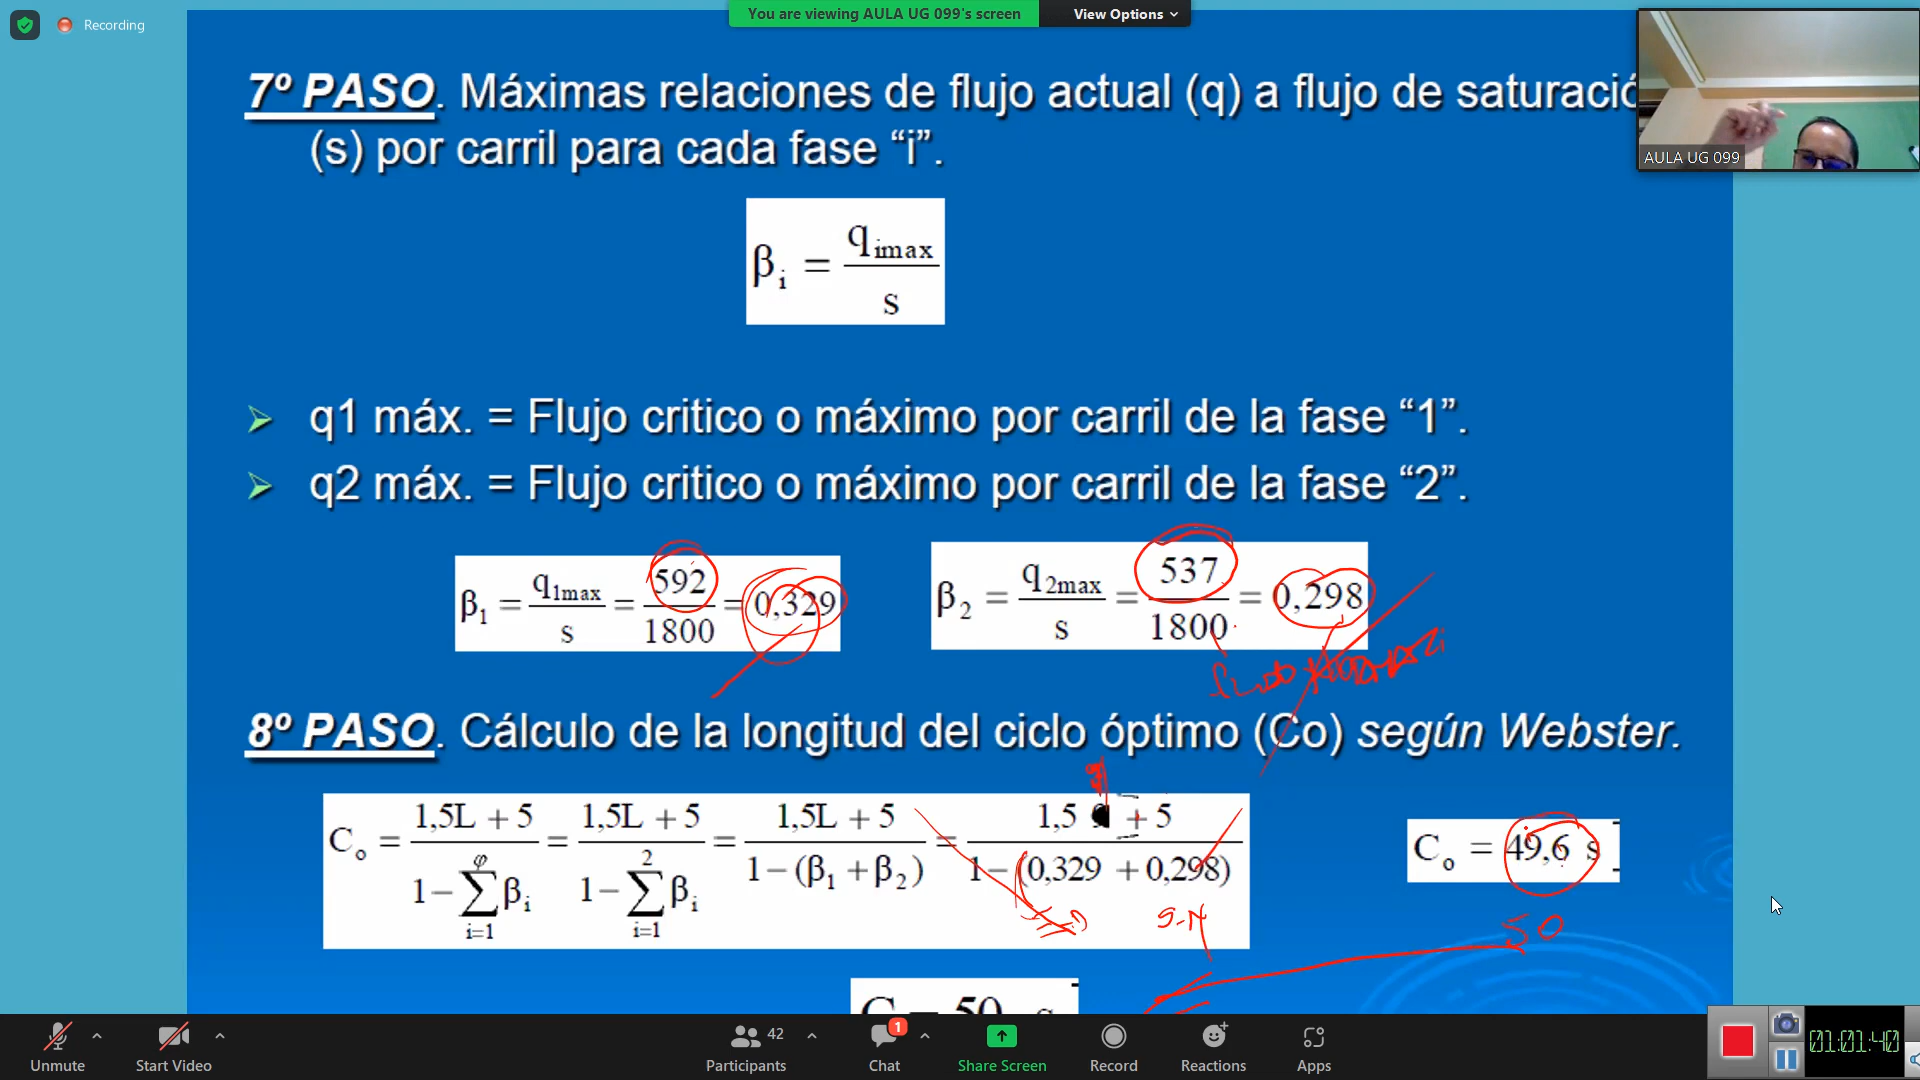 Recording
You are viewing AULA UG 099's screen
View Options
AULA UG 099
7º PASO. Máximas relaciones de flujo actual (q) a flujo de saturació
(s) por carril para cada fase “i”.
βi = qimax / s
q1 máx. = Flujo critico o máximo por carril de la fase “1”.
q2 máx. = Flujo critico o máximo por carril de la fase “2”.
β1 = q1max / s = 592 / 1800 = 0,329
β2 = q2max / s = 537 / 1800 = 0,298
8º PASO. Cálculo de la longitud del ciclo óptimo (Co) según Webster.
Co = 1,5L + 5 / 1 − φ∑i=1 βi = 1,5L + 5 / 1 − 2∑i=1 βi = 1,5L + 5 / 1 − (β1 + β2) = 1,5 9 + 5 / 1 − (0,329 + 0,298)
Co = 49,6 s
S-N
50
50
Unmute
Start Video
Participants
42
Chat
1
Share Screen
Record
Reactions
Apps
01:01:40